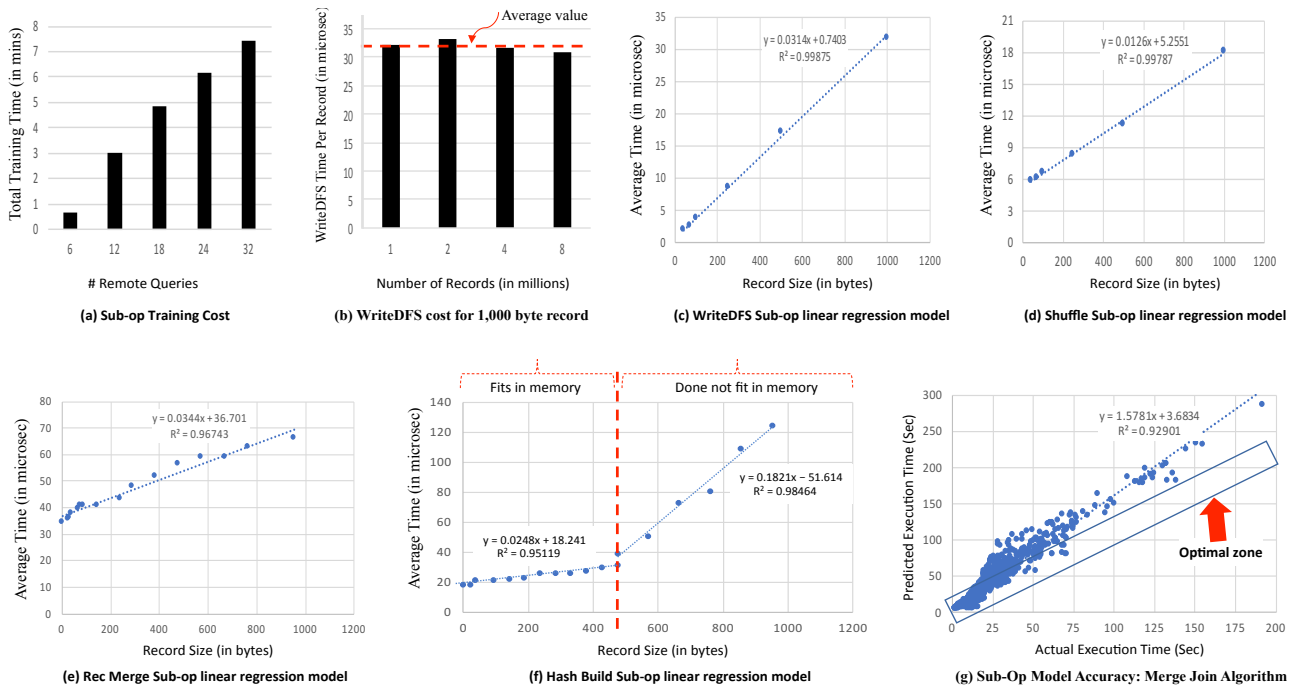 Total Training Time (in mins)
8
7
6
5
4
3
2
1
0
6 12 18 24 32
# Remote Queries
(a) Sub-op Training Cost
Average value
WriteDFS Time Per Record (in microsec)
35
30
25
20
15
10
5
0
1 2 4 8
Number of Records (in millions)
(b) WriteDFS cost for 1,000 byte record
Average Time (in microsec)
35
30
25
20
15
10
5
0
y = 0.0314x + 0.7403
R² = 0.99875
0 200 400 600 800 1000 1200
Record Size (in bytes)
(c) WriteDFS Sub-op linear regression model
Average Time (in microsec)
21
18
15
12
9
6
3
0
y = 0.0126x + 5.2551
R² = 0.99787
0 200 400 600 800 1000 1200
Record Size (in bytes)
(d) Shuffle Sub-op linear regression model
Average Time (in microsec)
80
70
60
50
40
30
20
10
0
y = 0.0344x + 36.701
R² = 0.96743
0 200 400 600 800 1000 1200
Record Size (in bytes)
(e) Rec Merge Sub-op linear regression model
Fits in memory
Done not fit in memory
Average Time (in microsec)
140
120
100
80
60
40
20
0
y = 0.1821x − 51.614
R² = 0.98464
y = 0.0248x + 18.241
R² = 0.95119
0 200 400 600 800 1000 1200
Record Size (in bytes)
(f) Hash Build Sub-op linear regression model
Predicted Execution Time (Sec)
300
250
200
150
100
50
0
y = 1.5781x + 3.6834
R² = 0.92901
Optimal zone
0 25 50 75 100 125 150 175 200
Actual Execution Time (Sec)
(g) Sub-Op Model Accuracy: Merge Join Algorithm